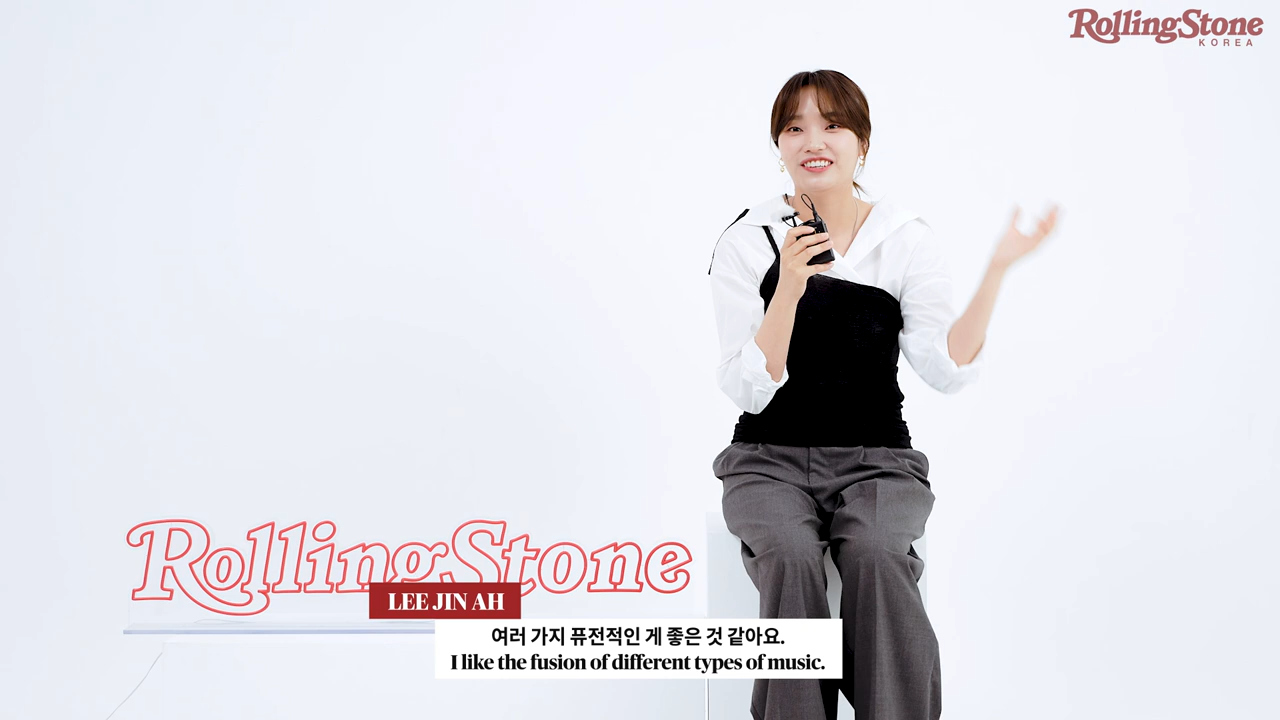 RollingStone
KOREA
RollingStone
LEE JIN AH
여러 가지 퓨전적인 게 좋은 것 같아요.
I like the fusion of different types of music.